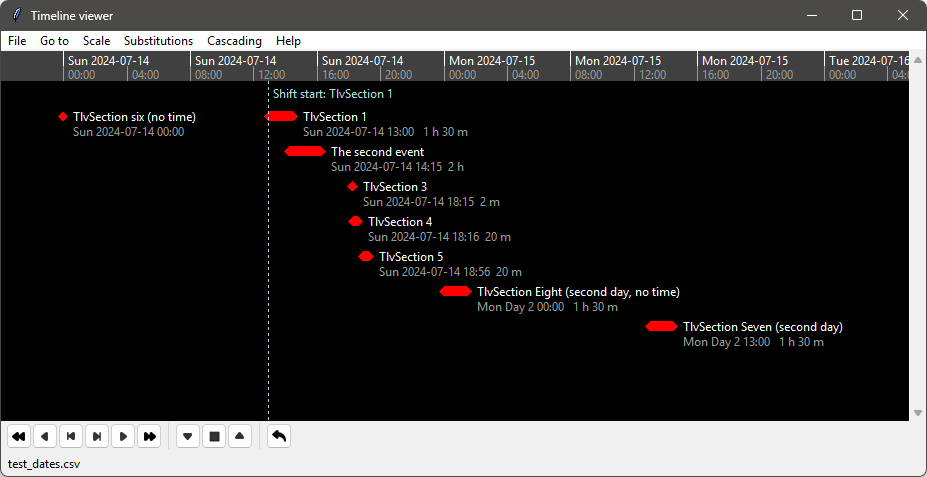 Timeline viewer
File Go to Scale Substitutions Cascading Help
Sun 2024-07-14 Sun 2024-07-14 Sun 2024-07-14 Mon 2024-07-15 Mon 2024-07-15 Mon 2024-07-15 Tue 2024-07-16
00:00 04:00 08:00 12:00 16:00 20:00 00:00 04:00 08:00 12:00 16:00 20:00 00:00
Shift start: TlvSection 1
TlvSection six (no time) TlvSection 1
Sun 2024-07-14 00:00 Sun 2024-07-14 13:00 1 h 30 m
The second event
Sun 2024-07-14 14:15 2 h
TlvSection 3
Sun 2024-07-14 18:15 2 m
TlvSection 4
Sun 2024-07-14 18:16 20 m
TlvSection 5
Sun 2024-07-14 18:56 20 m
TlvSection Eight (second day, no time)
Mon Day 2 00:00 1 h 30 m
TlvSection Seven (second day)
Mon Day 2 13:00 1 h 30 m
test_dates.csv